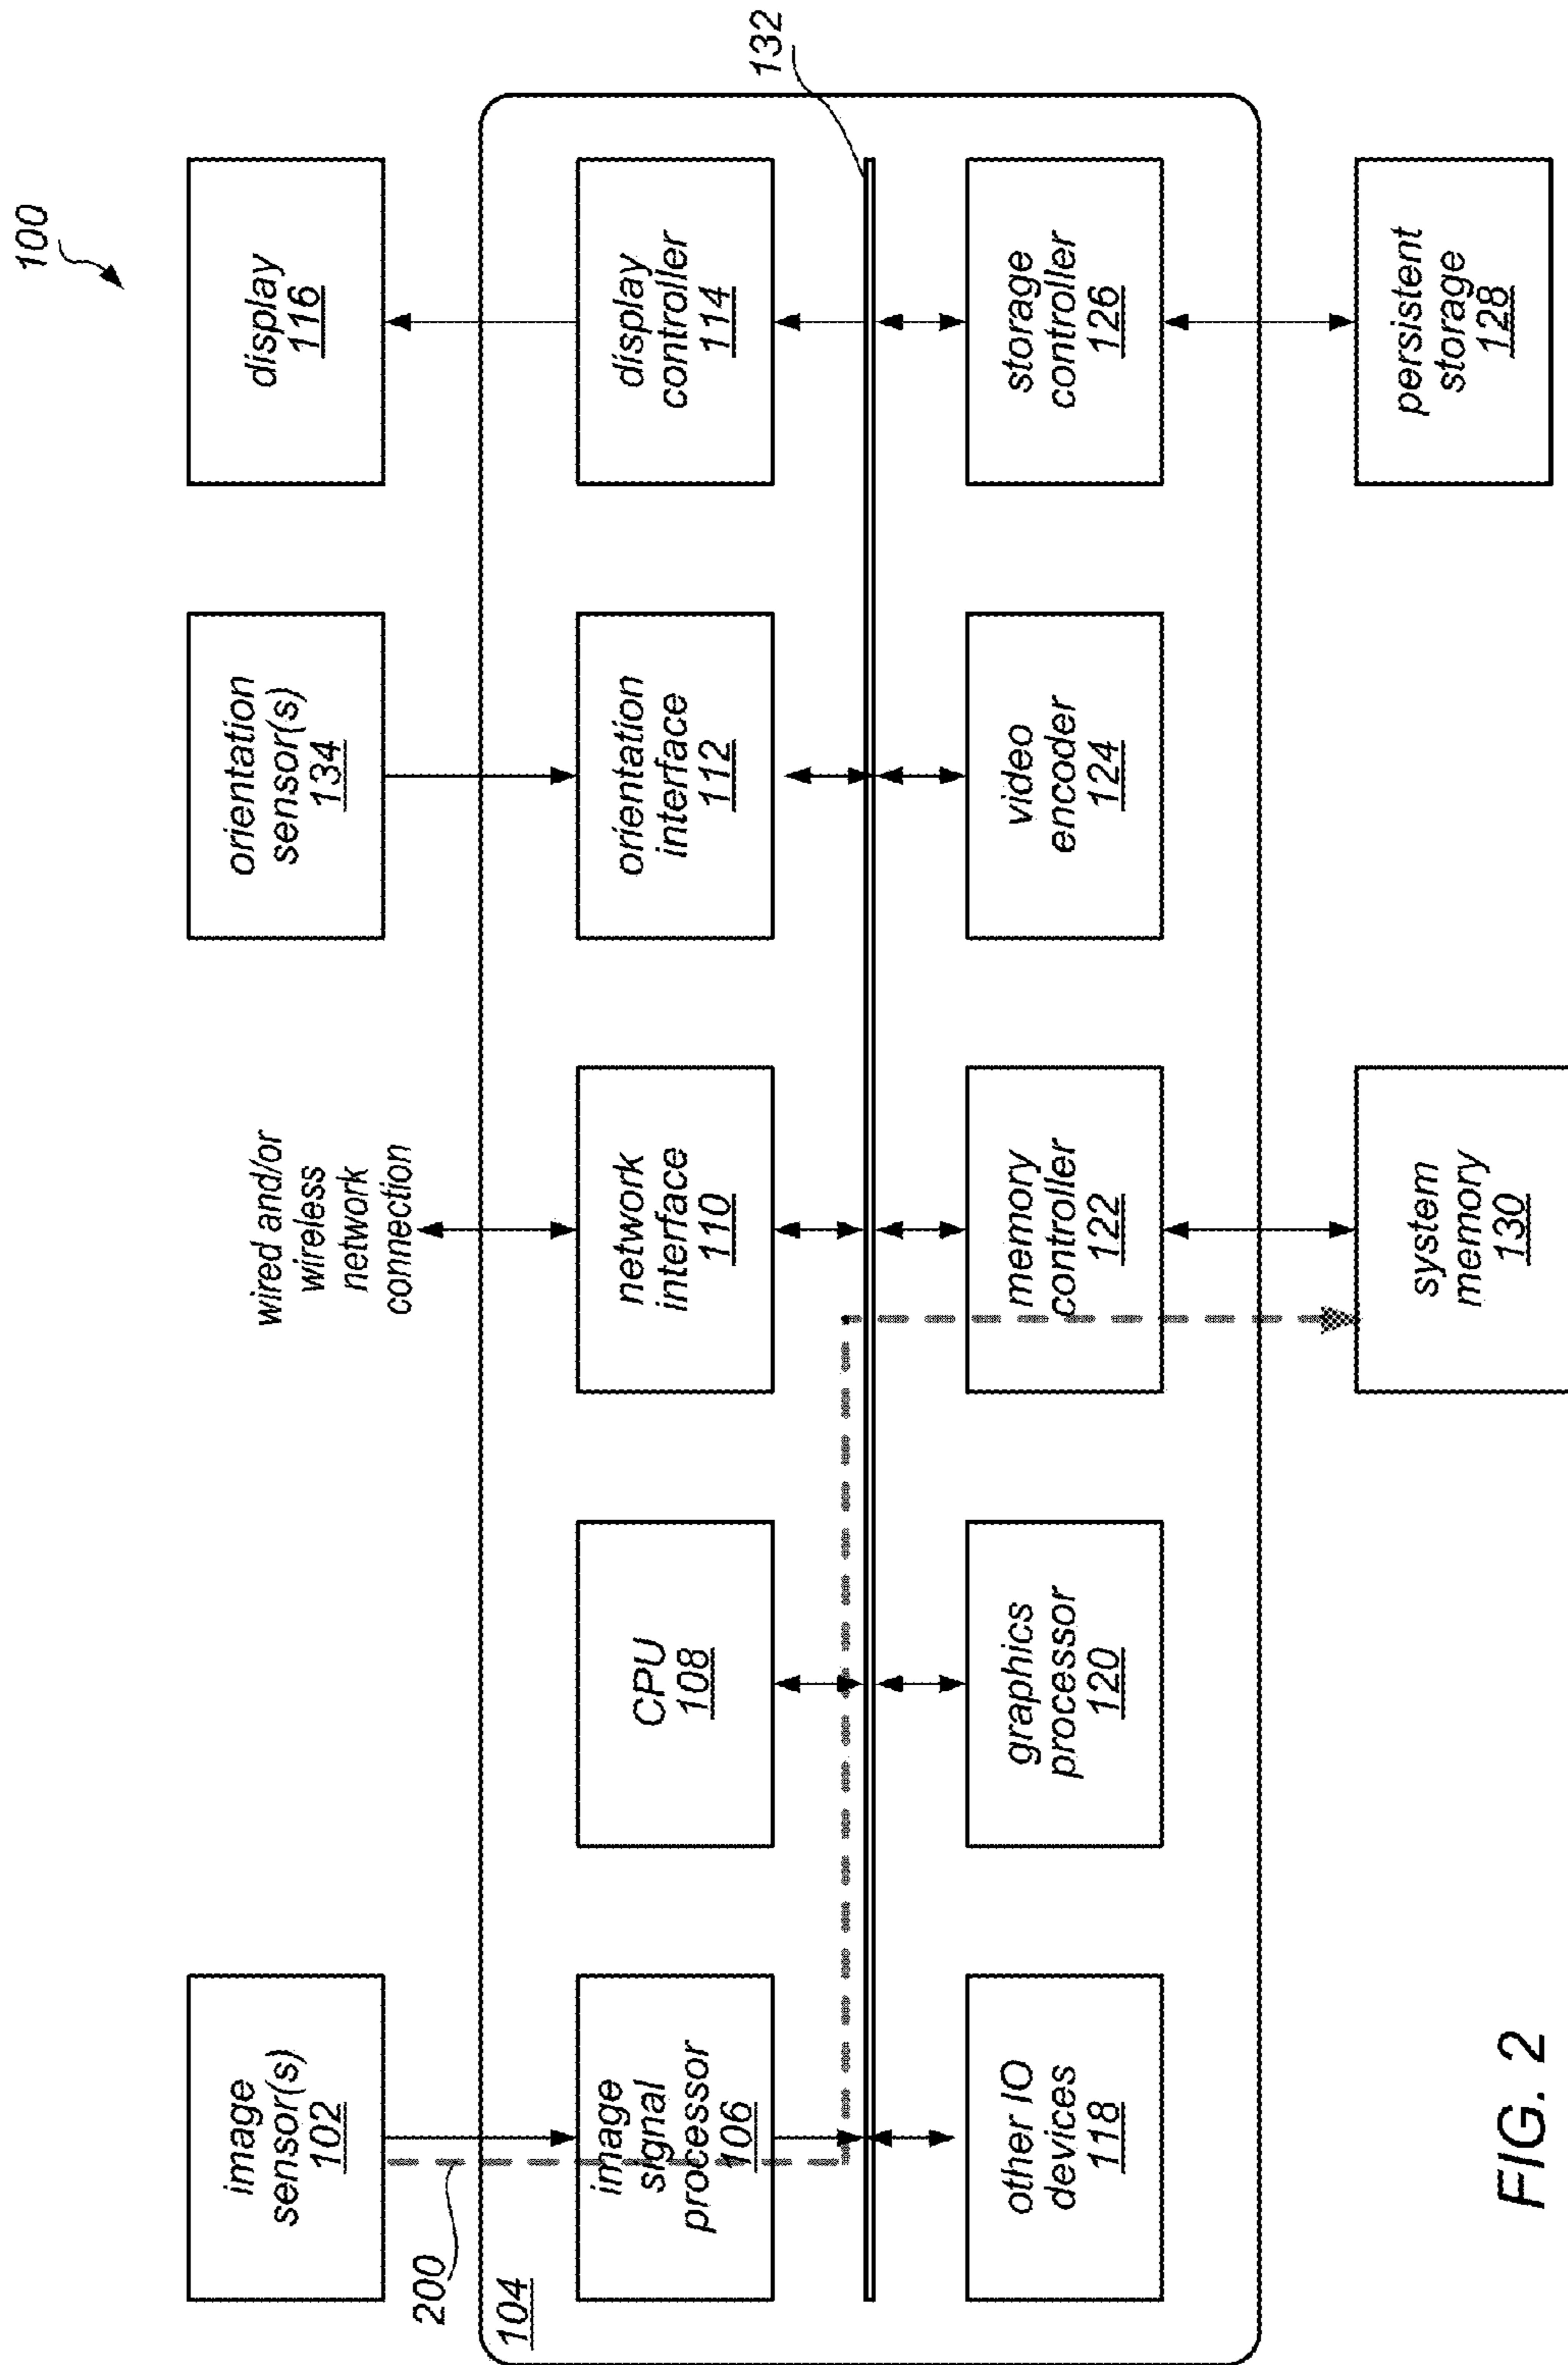 100
image
sensor(s)
102
wired and/or
wireless
network
connection
orientation
sensor(s)
134
display
116
200
104
image
signal
processor
106
CPU
108
network
interface
110
orientation
interface
112
display
controller
114
132
other IO
devices
118
graphics
processor
120
memory
controller
122
video
encoder
124
storage
controller
126
system
memory
130
persistent
storage
128
FIG. 2